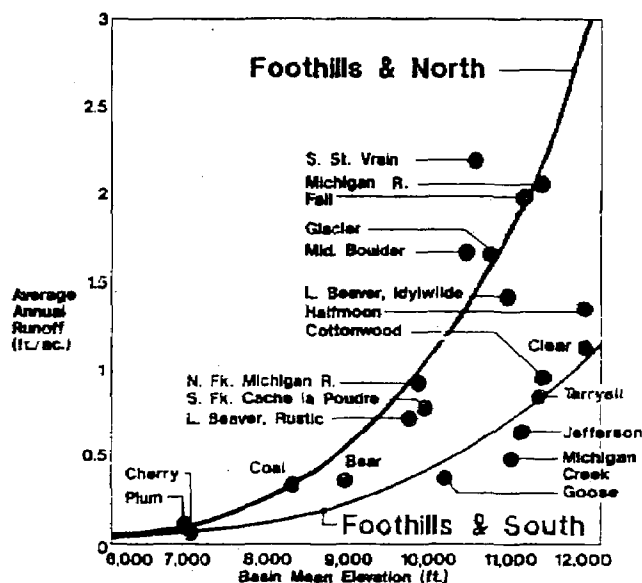 3
Foothills & North
2.5
S. St. Vrain
2
Michigan R.
Fall
Glacier
Mid. Boulder
1.5
Average
Annual
Runoff
(ft./ac.)
L. Beaver, Idylwilde
Halfmoon
Cottonwood
Clear
1
N. Fk. Michigan R.
S. Fk. Cache la Poudre
L. Beaver, Rustic
Tarryall
Jefferson
Michigan
Creek
Goose
0.5
Coal
Bear
Cherry
Plum
Foothills & South
0
6,000 7,000 8,000 9,000 10,000 11,000 12,000
Basin Mean Elevation (ft.)